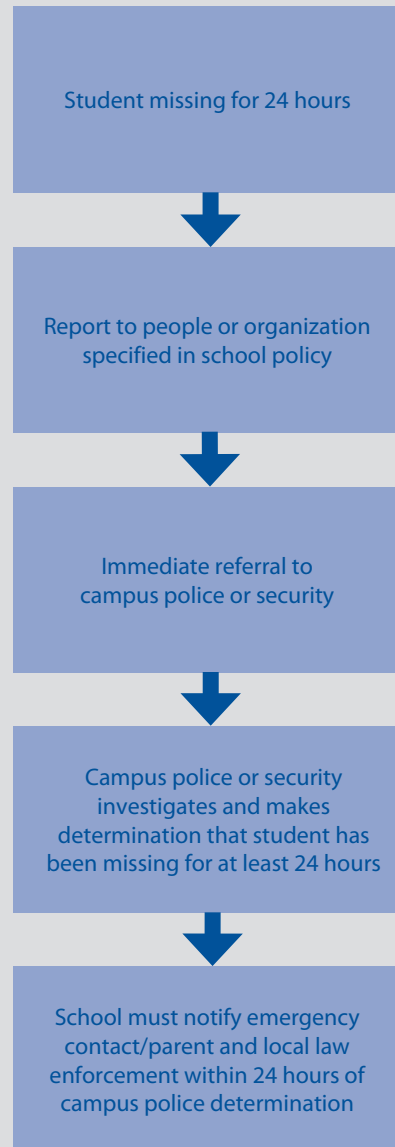 Student missing for 24 hours
Report to people or organization
specified in school policy
Immediate referral to
campus police or security
Campus police or security
investigates and makes
determination that student has
been missing for at least 24 hours
School must notify emergency
contact/parent and local law
enforcement within 24 hours of
campus police determination